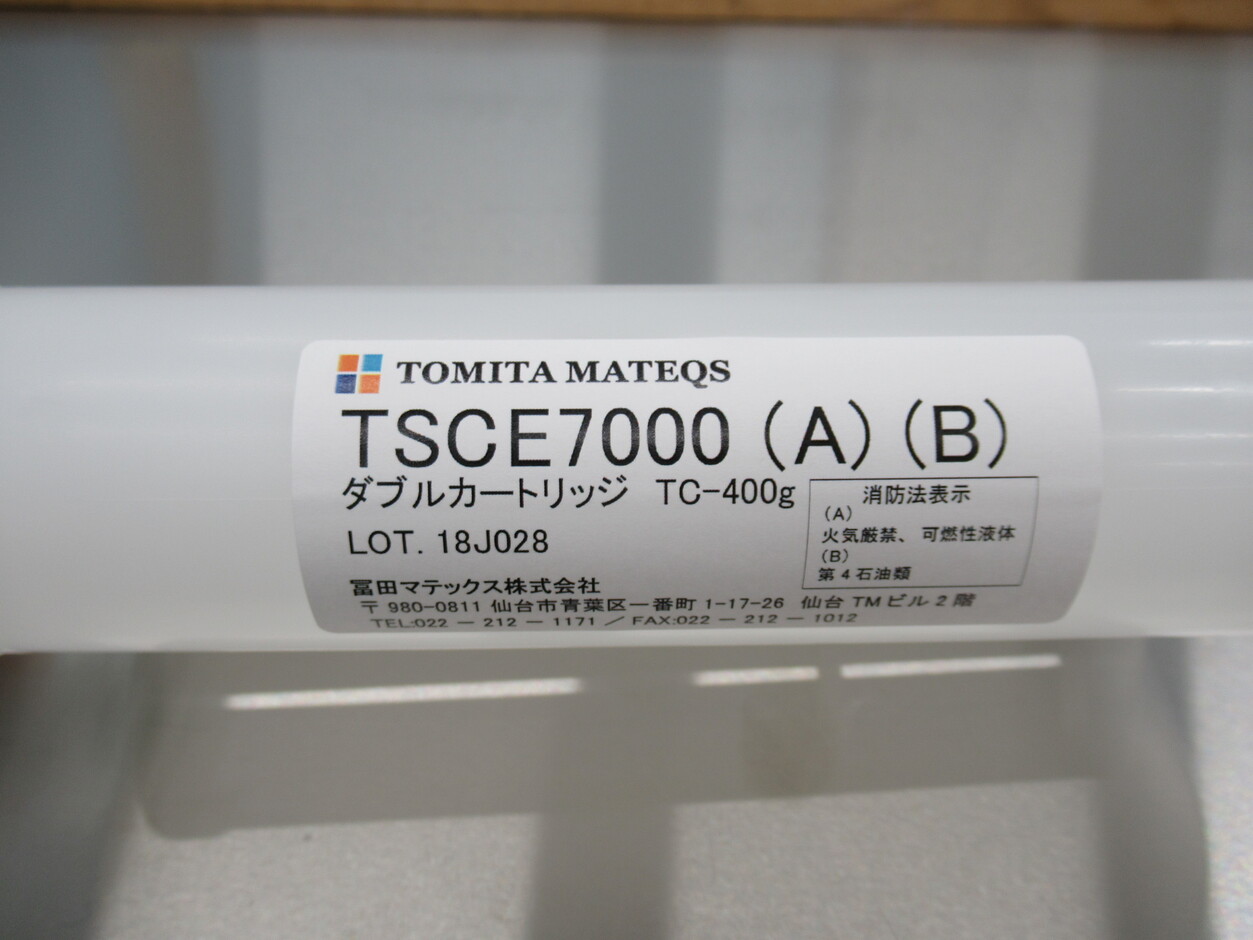 TOMITA MATEQS
TSCE7000 (A) (B)
ダブルカートリッジ TC-400g
LOT. 18J028
消防法表示
(A)
火気厳禁、可燃性液体
(B)
第4石油類
冨田マテックス株式会社
〒 980-0811 仙台市青葉区一番町 1-17-26 仙台 TMビル 2 階
TEL:022 － 212 － 1171 ／ FAX:022 － 212 － 1012